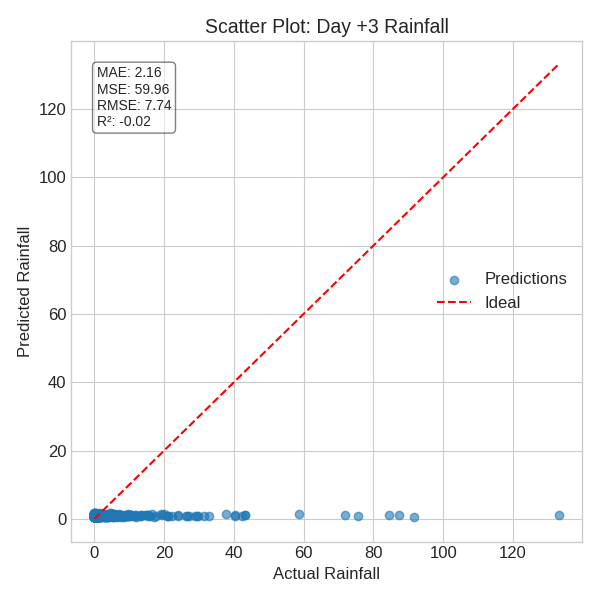 Scatter Plot: Day +3 Rainfall
MAE: 2.16
MSE: 59.96
RMSE: 7.74
R²: -0.02
Predicted Rainfall
120
100
80
60
40
20
0
Predictions
Ideal
0 20 40 60 80 100 120
Actual Rainfall